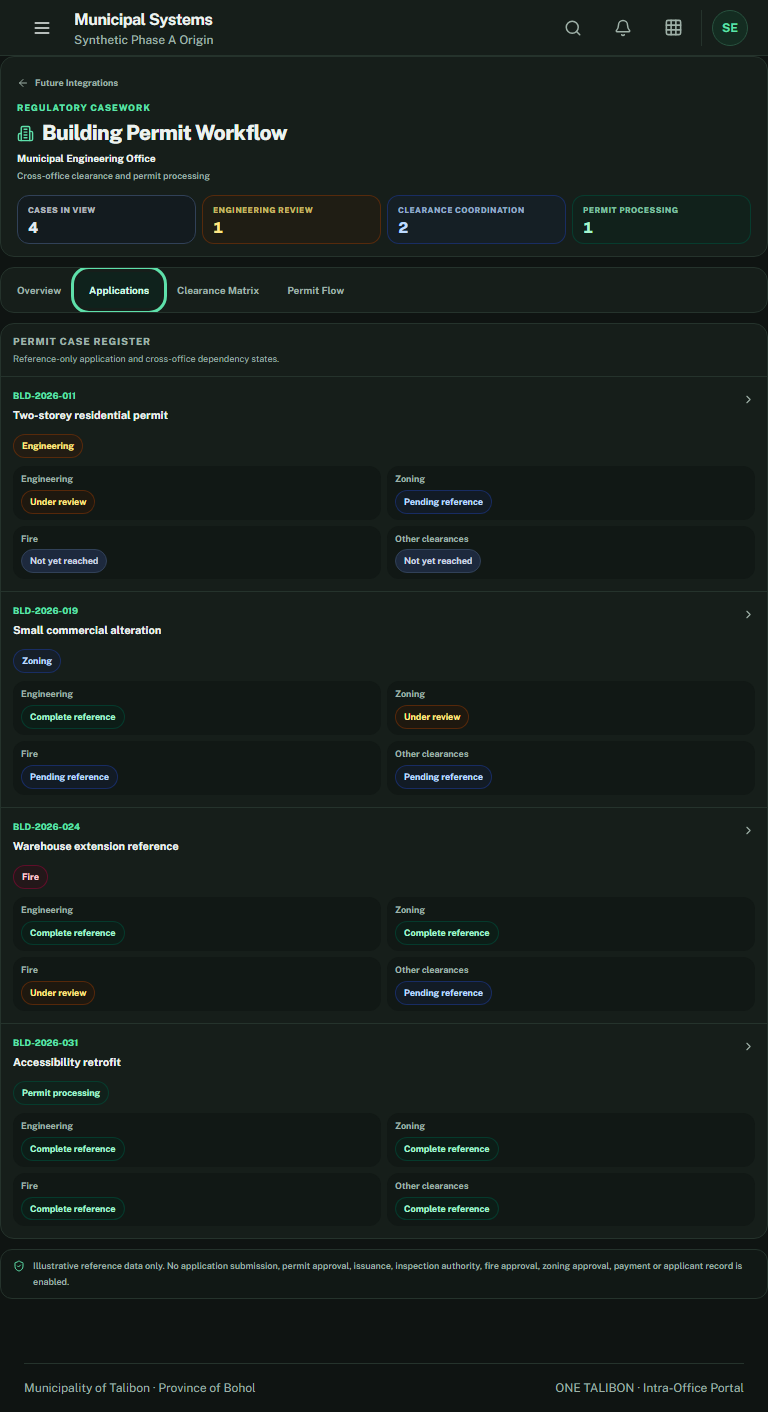 Municipal Systems
Synthetic Phase A Origin
SE
Future Integrations
REGULATORY CASEWORK
Building Permit Workflow
Municipal Engineering Office
Cross-office clearance and permit processing
CASES IN VIEW
4
ENGINEERING REVIEW
1
CLEARANCE COORDINATION
2
PERMIT PROCESSING
1
Overview
Applications
Clearance Matrix
Permit Flow
PERMIT CASE REGISTER
Reference-only application and cross-office dependency states.
BLD-2026-011
Two-storey residential permit
Engineering
Engineering
Under review
Zoning
Pending reference
Fire
Not yet reached
Other clearances
Not yet reached
BLD-2026-019
Small commercial alteration
Zoning
Engineering
Complete reference
Zoning
Under review
Fire
Pending reference
Other clearances
Pending reference
BLD-2026-024
Warehouse extension reference
Fire
Engineering
Complete reference
Zoning
Complete reference
Fire
Under review
Other clearances
Pending reference
BLD-2026-031
Accessibility retrofit
Permit processing
Engineering
Complete reference
Zoning
Complete reference
Fire
Complete reference
Other clearances
Complete reference
Illustrative reference data only. No application submission, permit approval, issuance, inspection authority, fire approval, zoning approval, payment or applicant record is
enabled.
Municipality of Talibon · Province of Bohol
ONE TALIBON · Intra-Office Portal